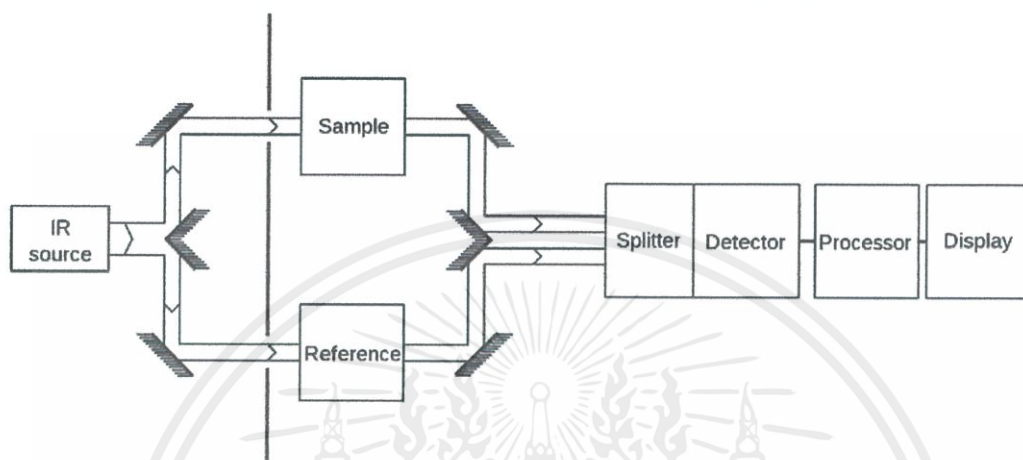 Sample
IR
source
Splitter
Detector
Processor
Display
Reference